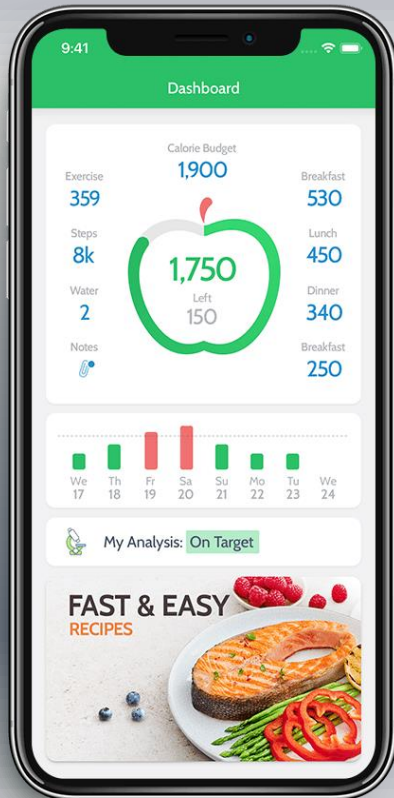 9:41
Dashboard
Calorie Budget
1,900
Exercise
359
Steps
8k
Water
2
Notes
1,750
Left
150
Breakfast
530
Lunch
450
Dinner
340
Breakfast
250
We Th Fr Sa Su Mo Tu We
17 18 19 20 21 22 23 24
My Analysis: On Target
FAST & EASY
RECIPES